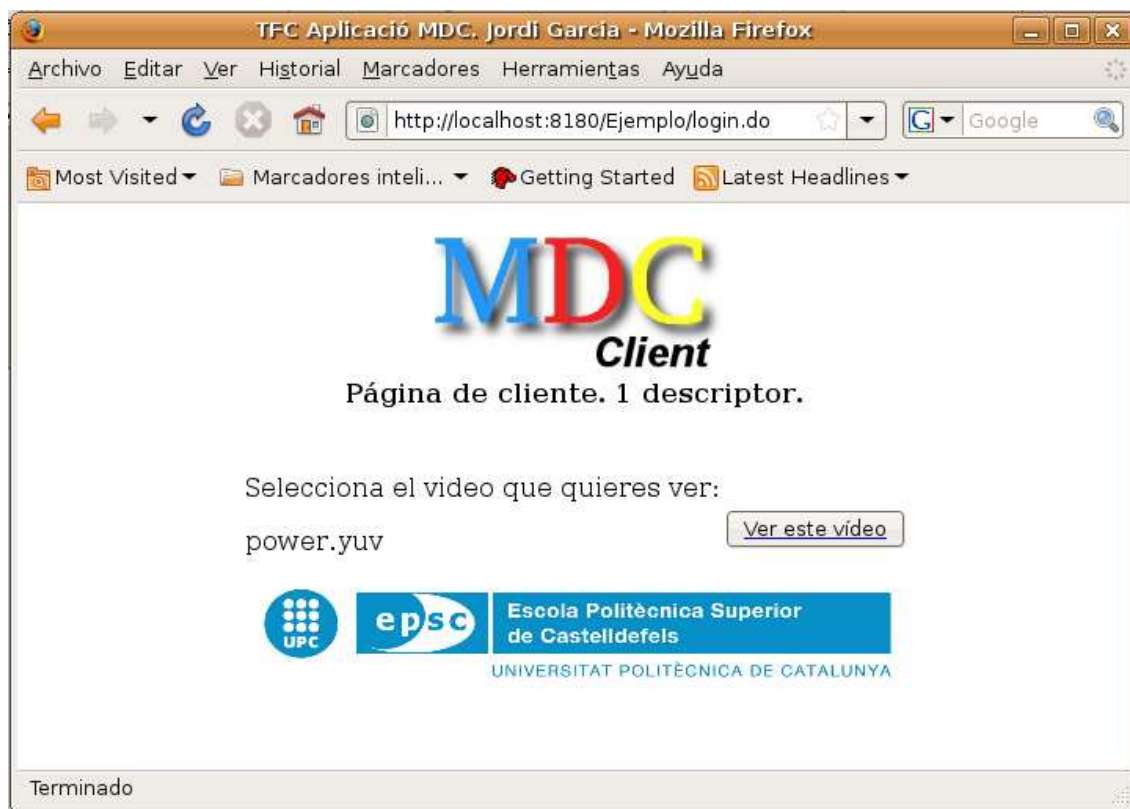 TFC Aplicació MDC. Jordi Garcia - Mozilla Firefox
Archivo Editar Ver Historial Marcadores Herramientas Ayuda
http://localhost:8180/Ejemplo/login.do
G Google
Most Visited Marcadores inteli... Getting Started Latest Headlines
MDC
Client
Página de cliente. 1 descriptor.
Selecciona el video que quieres ver:
power.yuv
Ver este vídeo
UPC
epsc
Escola Politècnica Superior
de Castelldefels
UNIVERSITAT POLITÈCNICA DE CATALUNYA
Terminado